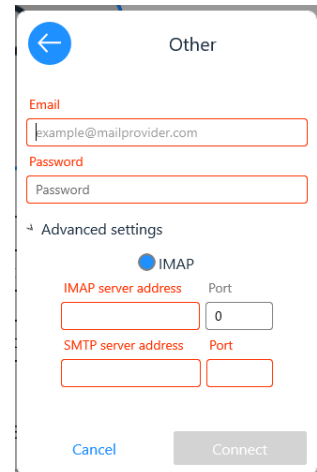 Other
Email
example@mailprovider.com
Password
Password
Advanced settings
IMAP
IMAP server address Port
0
SMTP server address Port
Cancel Connect